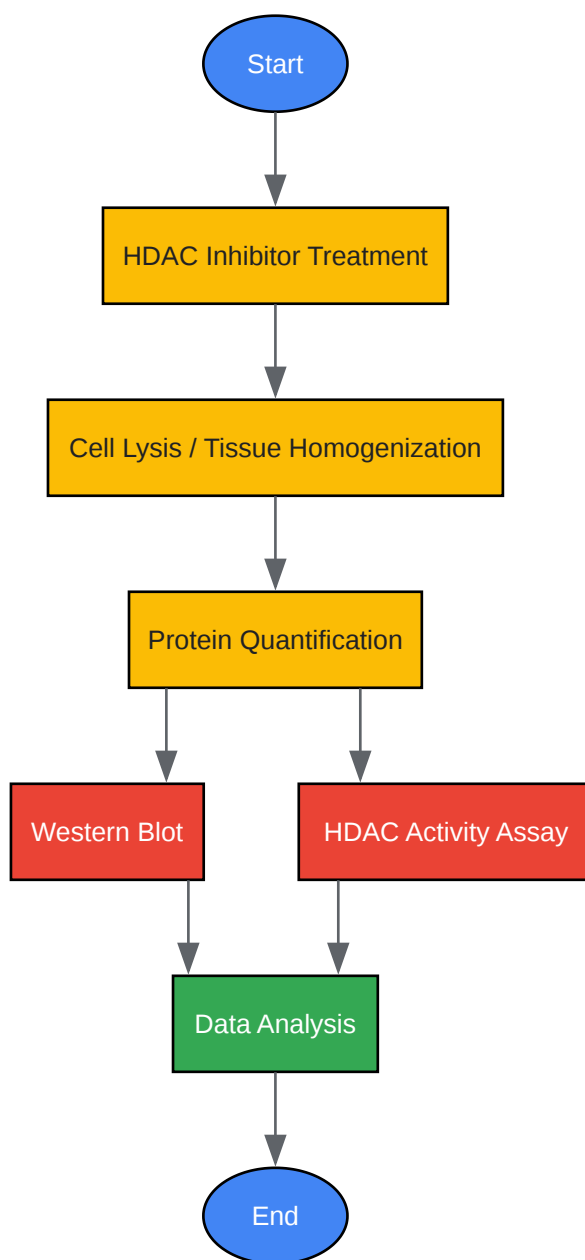 Start
HDAC Inhibitor Treatment
Cell Lysis / Tissue Homogenization
Protein Quantification
Western Blot
HDAC Activity Assay
Data Analysis
End